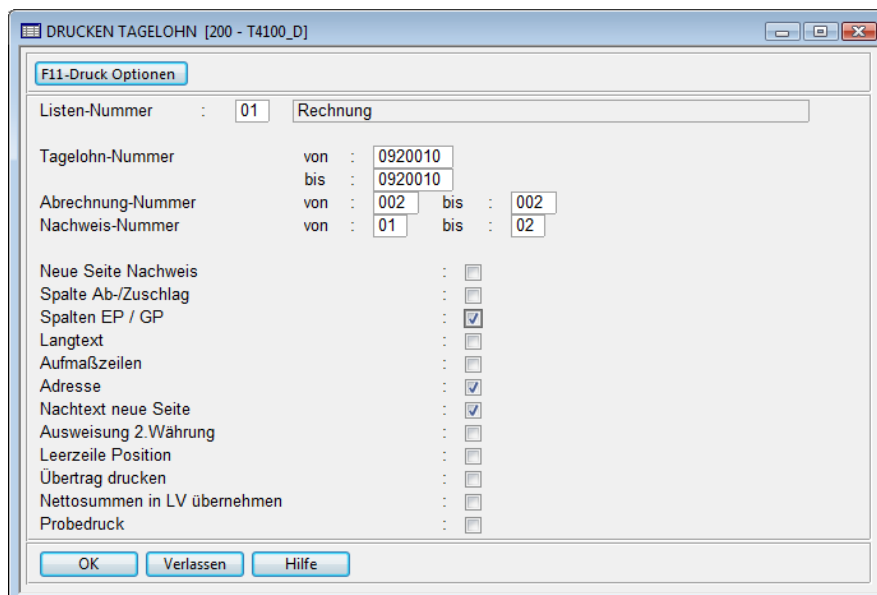 DRUCKEN TAGELOHN [200 - T4100_D]
F11-Druck Optionen
Listen-Nummer : 01 Rechnung
Tagelohn-Nummer von : 0920010
bis : 0920010
Abrechnung-Nummer von : 002 bis : 002
Nachweis-Nummer von : 01 bis : 02
Neue Seite Nachweis :
Spalte Ab-/Zuschlag :
Spalten EP / GP :
Langtext :
Aufmaßzeilen :
Adresse :
Nachtext neue Seite :
Ausweisung 2.Währung :
Leerzeile Position :
Übertrag drucken :
Nettosummen in LV übernehmen :
Probedruck :
OK Verlassen Hilfe